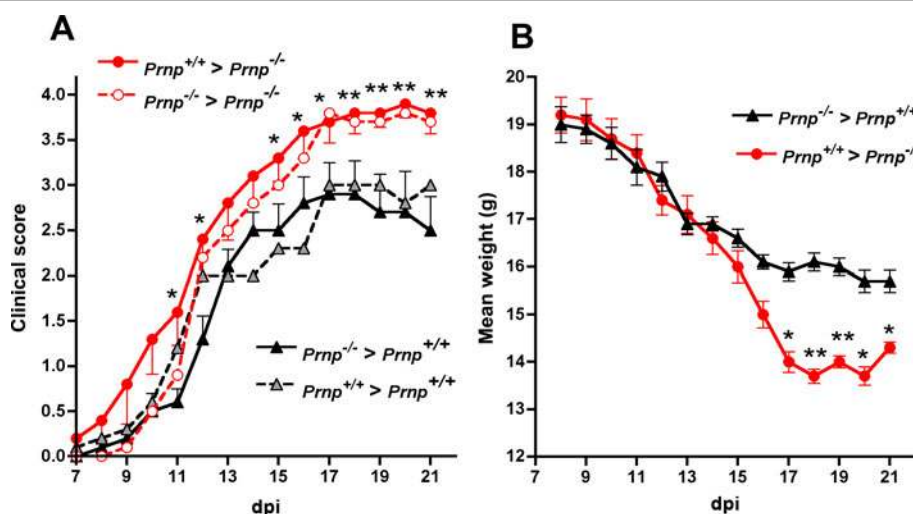 A
Prnp+/+ > Prnp-/-
Prnp-/- > Prnp-/-
* * * * * * ** ** ** **
Clinical score
4.0
3.5
3.0
2.5
2.0
1.5
1.0
0.5
0.0
Prnp-/- > Prnp+/+
Prnp+/+ > Prnp+/+
7 9 11 13 15 17 19 21
dpi
B
Prnp-/- > Prnp+/+
Prnp+/+ > Prnp-/-
Mean weight (g)
20
19
18
17
16
15
14
13
12
* ** ** * *
7 9 11 13 15 17 19 21
dpi